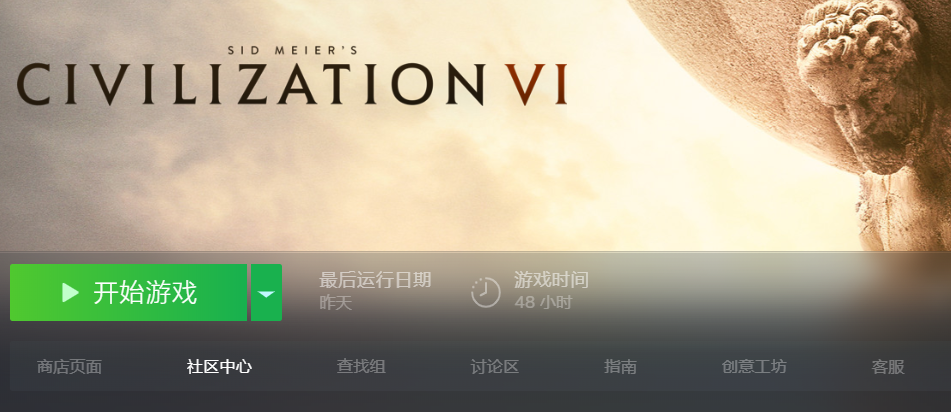 SID MEIER'S
CIVILIZATION VI
开始游戏
最后运行日期
昨天
游戏时间
48 小时
商店页面 社区中心 查找组 讨论区 指南 创意工坊 客服